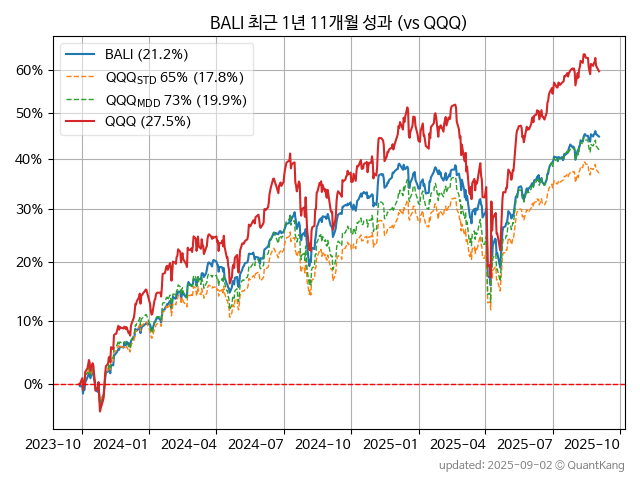 BALI 최근 1년 11개월 성과 (vs QQQ)
BALI (21.2%)
QQQSTD 65% (17.8%)
QQQMDD 73% (19.9%)
QQQ (27.5%)
60%
50%
40%
30%
20%
10%
0%
2023-10 2024-01 2024-04 2024-07 2024-10 2025-01 2025-04 2025-07 2025-10
updated: 2025-09-02 © QuantKang